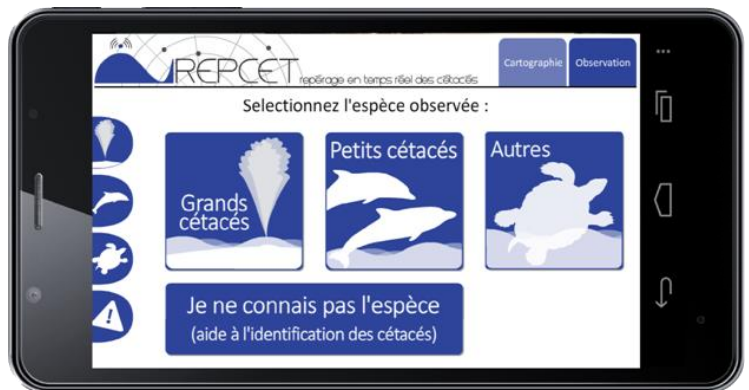 REPCET
repérage en temps réel des cétacés
Cartographie
Observation
Selectionnez l'espèce observée :
Grands
cétacés
Petits cétacés
Autres
Je ne connais pas l'espèce
(aide à l'identification des cétacés)